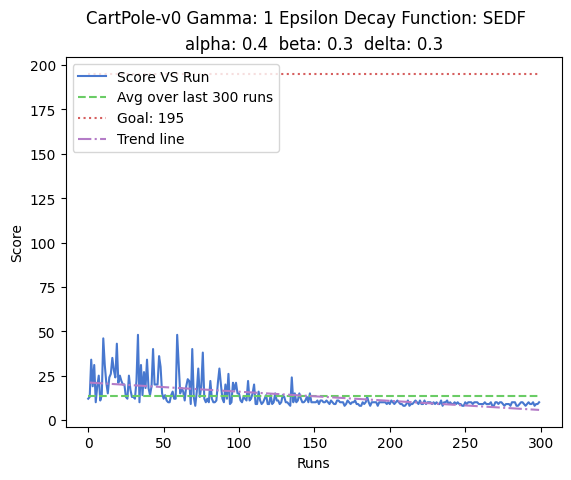 CartPole-v0 Gamma: 1 Epsilon Decay Function: SEDF
alpha: 0.4 beta: 0.3 delta: 0.3
200
175
150
125
100
75
50
25
0
Score
Score VS Run
Avg over last 300 runs
Goal: 195
Trend line
0 50 100 150 200 250 300
Runs